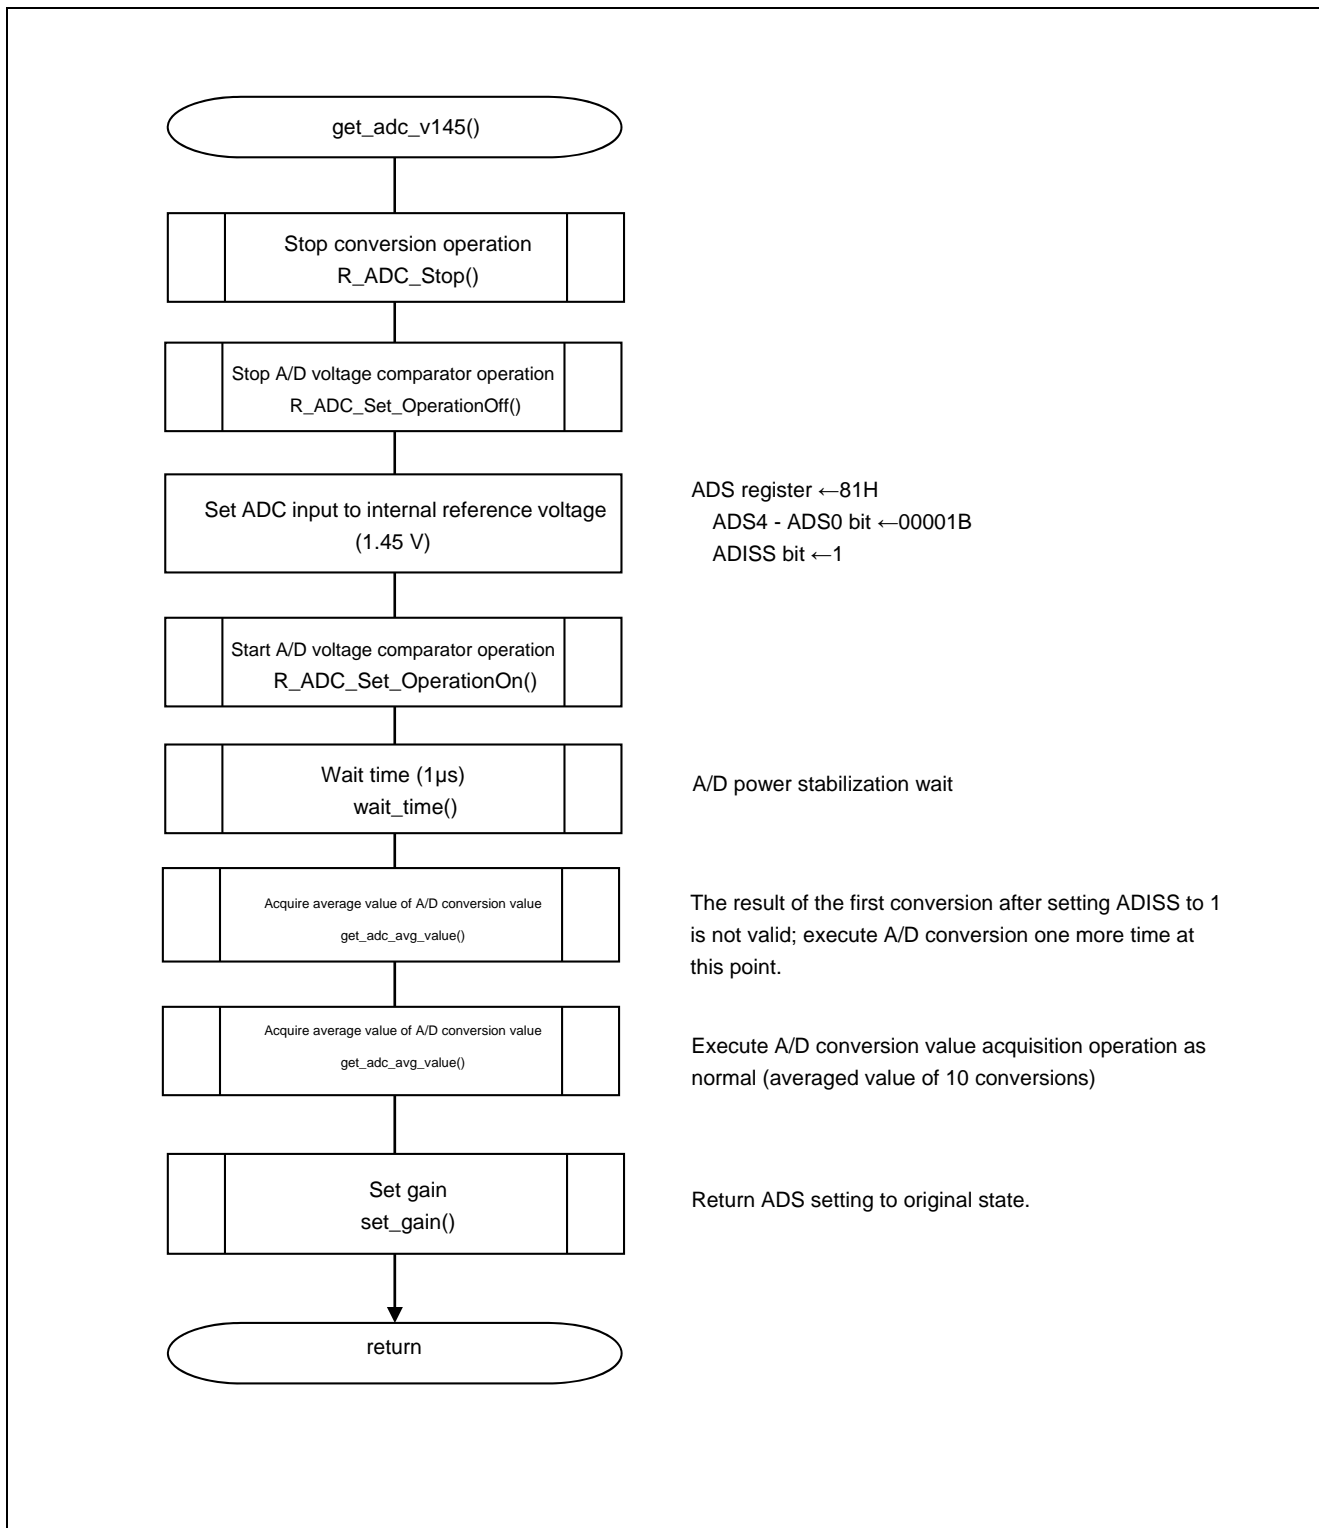 get_adc_v145()
Stop conversion operation
R_ADC_Stop()
Stop A/D voltage comparator operation
R_ADC_Set_OperationOff()
Set ADC input to internal reference voltage
(1.45 V)
ADS register ←81H
ADS4 - ADS0 bit ←00001B
ADISS bit ←1
Start A/D voltage comparator operation
R_ADC_Set_OperationOn()
Wait time (1µs)
wait_time()
A/D power stabilization wait
Acquire average value of A/D conversion value
get_adc_avg_value()
The result of the first conversion after setting ADISS to 1
is not valid; execute A/D conversion one more time at
this point.
Acquire average value of A/D conversion value
get_adc_avg_value()
Execute A/D conversion value acquisition operation as
normal (averaged value of 10 conversions)
Set gain
set_gain()
Return ADS setting to original state.
return